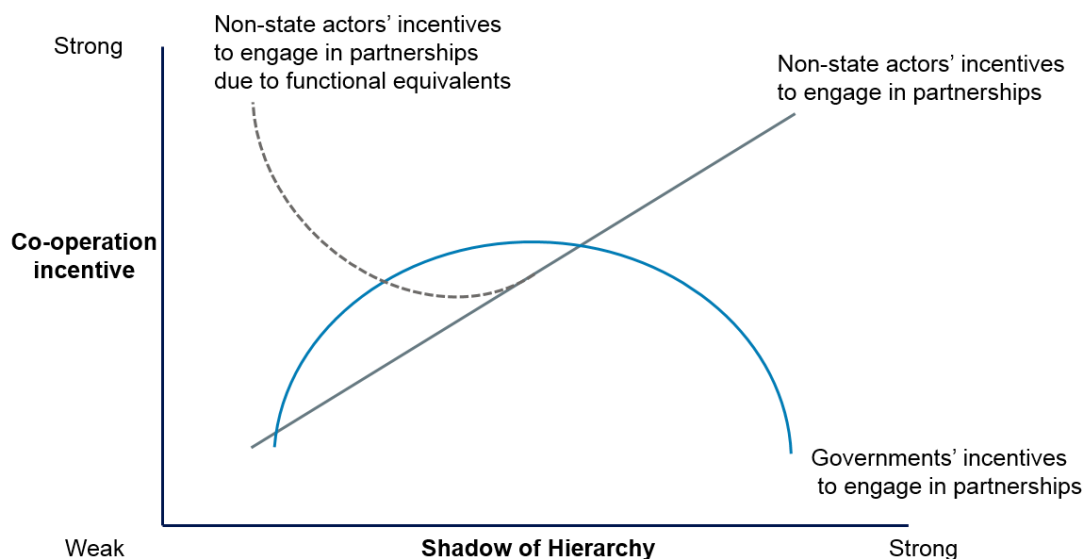 Strong
Non-state actors’ incentives
to engage in partnerships
due to functional equivalents
Non-state actors’ incentives
to engage in partnerships
Co-operation
incentive
Governments’ incentives
to engage in partnerships
Weak
Shadow of Hierarchy
Strong